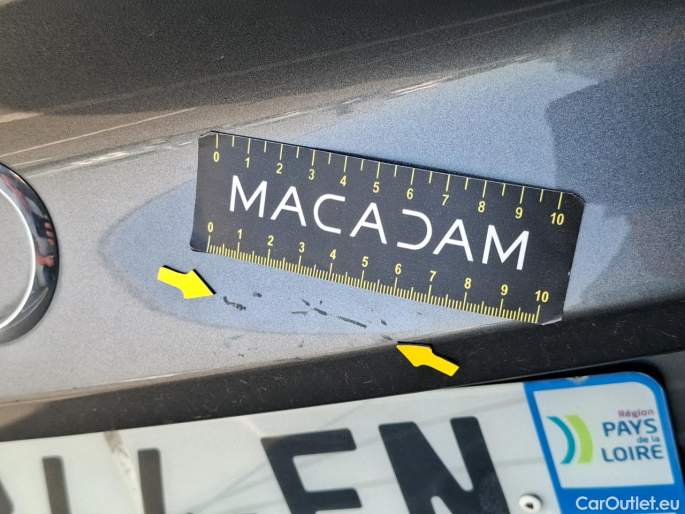 0 1 2 3 4 5 6 7 8 9 10
MACADAM
0 1 2 3 4 5 6 7 8 9 10
Région
PAYS
de la
LOIRE
LLEN
CarOutlet.eu